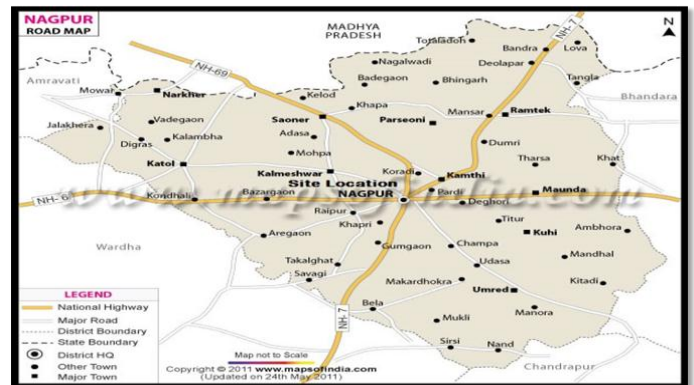 NAGPUR
ROAD MAP
MADHYA
PRADESH
N
NH-7
Totaladoh
Bandra
Lova
Nagalwadi
Deolapar
NH-69
Badegaon
Bhingarh
Tangla
Amravati
Mowar
Narkher
Kelod
Khapa
Bhandara
Saoner
Parseoni
Mansar
Ramtek
Vadegaon
Jalakhera
Kalambha
Adasa
Digras
Dumri
Mohpa
Katol
Tharsa
Khat
Kalmeshwar
Koradi
Kamthi
Site Location
NAGPUR
Pardi
Maunda
www.mapsofindia.com
NH-6
Kondhali
Bazargaon
Deghori
Raipur
Titur
Khapri
Ambhora
Kuhi
Aregaon
Gumgaon
Champa
Wardha
Mandhal
Takalghat
Udasa
Savagi
Makardhokra
Kitadi
Umred
LEGEND
National Highway
Major Road
District Boundary
State Boundary
District HQ
Other Town
Major Town
Bela
Manora
NH-7
Mukli
Sirsi
Nand
Map not to Scale
Chandrapur
Copyright © 2011 www.mapsofindia.com
(Updated on 24th May 2011)